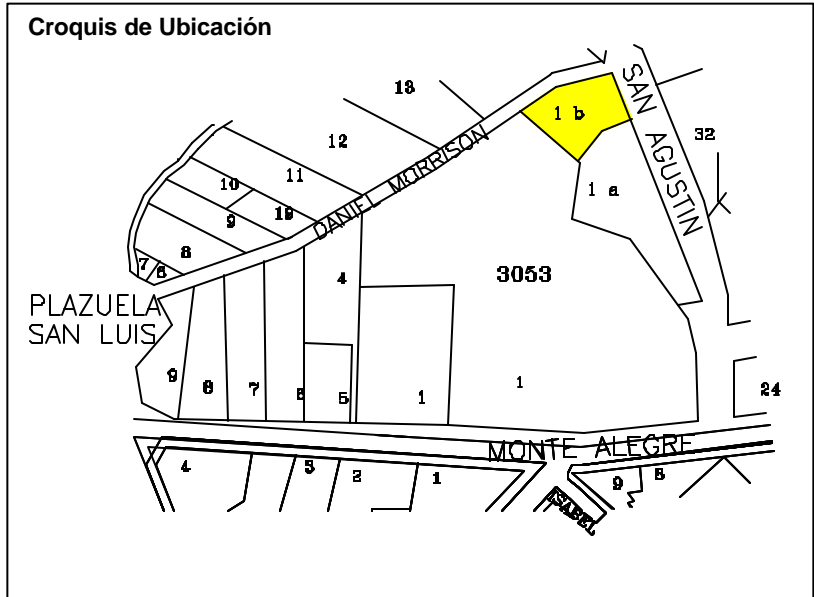 Croquis de Ubicación
13
1 b
SAN AGUSTIN
32
12
11
10
19
9
8
7
6
DANIEL MORRISON
1 a
4
3053
PLAZUELA
SAN LUIS
9
8
7
6
5
1
1
24
MONTE ALEGRE
4
3
2
1
9
8
ISABEL